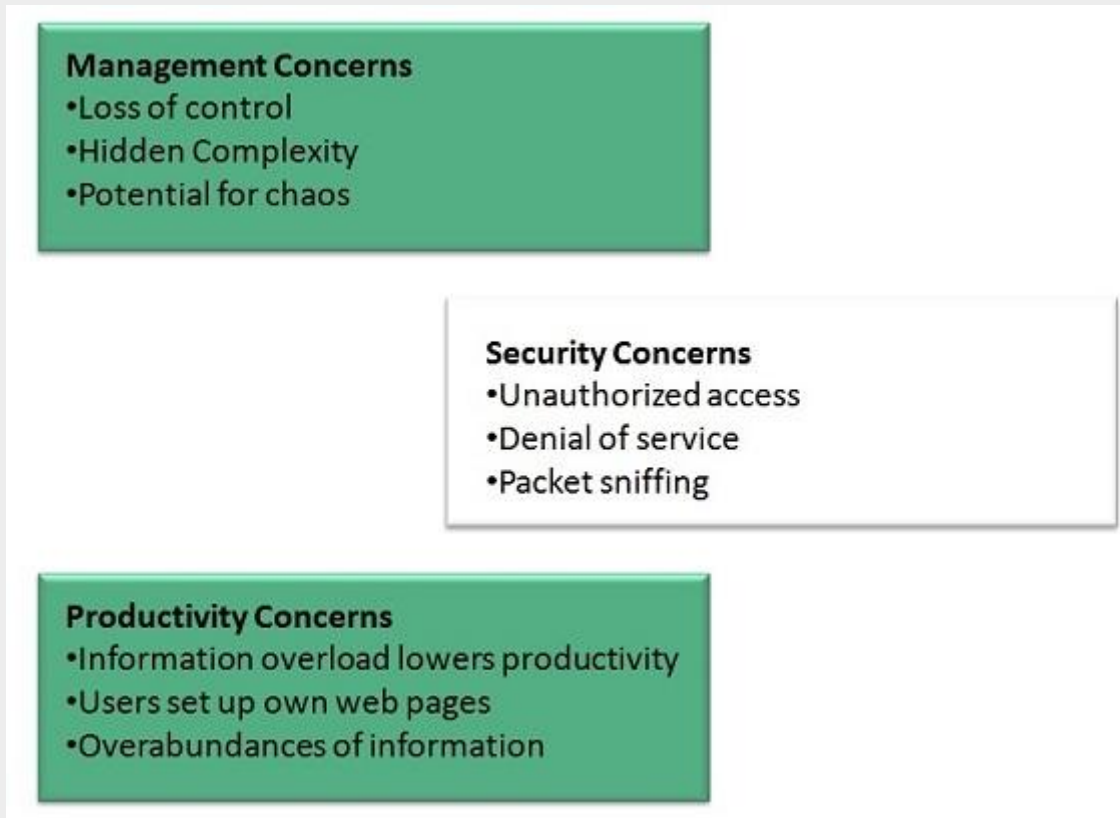 Management Concerns
•Loss of control
•Hidden Complexity
•Potential for chaos
Security Concerns
•Unauthorized access
•Denial of service
•Packet sniffing
Productivity Concerns
•Information overload lowers productivity
•Users set up own web pages
•Overabundances of information